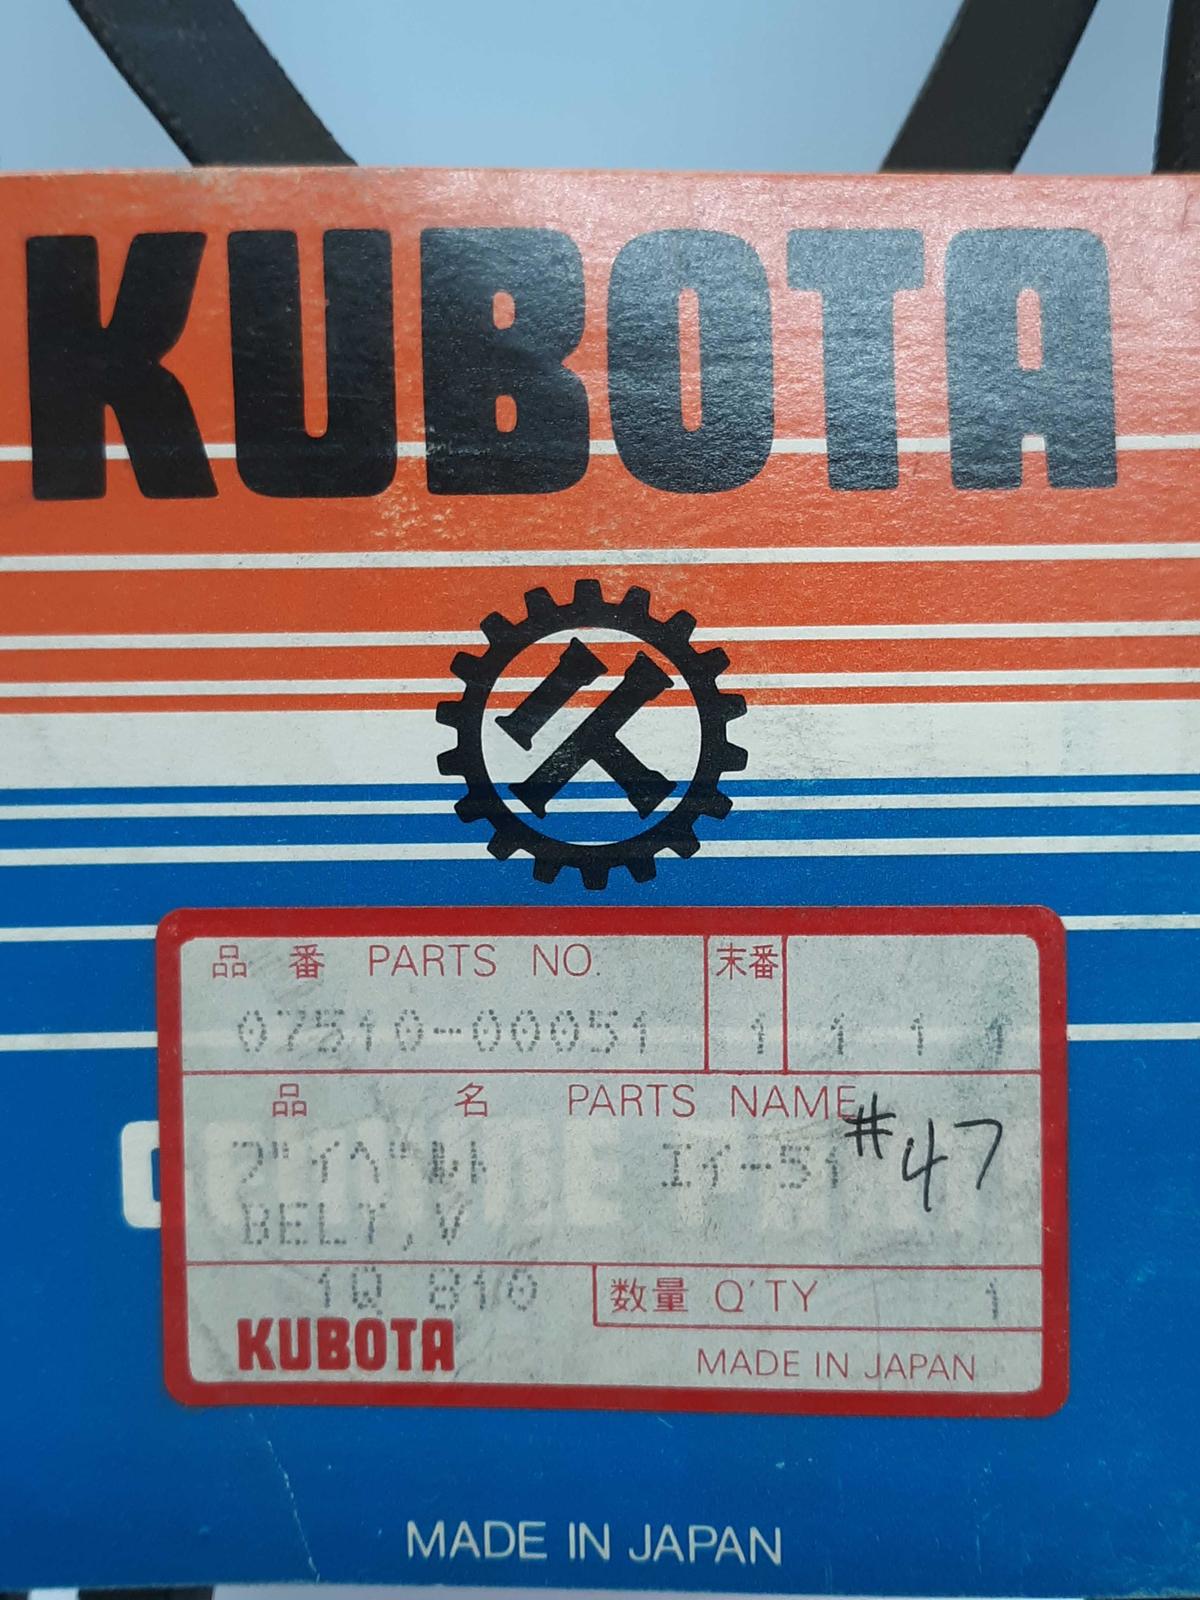 KUBOTA
品 番 PARTS NO. 末番
07510-00051 1 1 1 1
品 名 PARTS NAME
#47
ブイベルト エイ-51
BELT,V
1Q 810 数量 Q'TY 1
KUBOTA MADE IN JAPAN
MADE IN JAPAN